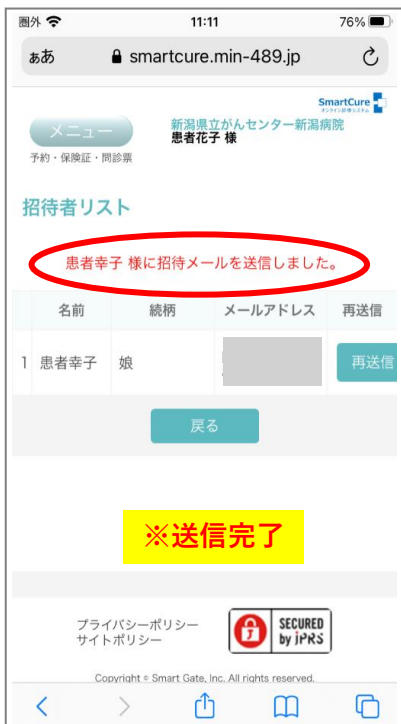 圏外 11:11 76%
ぁあ smartcure.min-489.jp
SmartCure
オンライン診療システム
メニュー
新潟県立がんセンター新潟病院
患者花子 様
予約・保険証・問診票
招待者リスト
患者幸子 様に招待メールを送信しました。
名前 続柄 メールアドレス 再送信
1 患者幸子 娘 再送信
戻る
※送信完了
プライバシーポリシー
サイトポリシー
SECURED
by JPRS
Copyright © Smart Gate, Inc. All rights reserved.